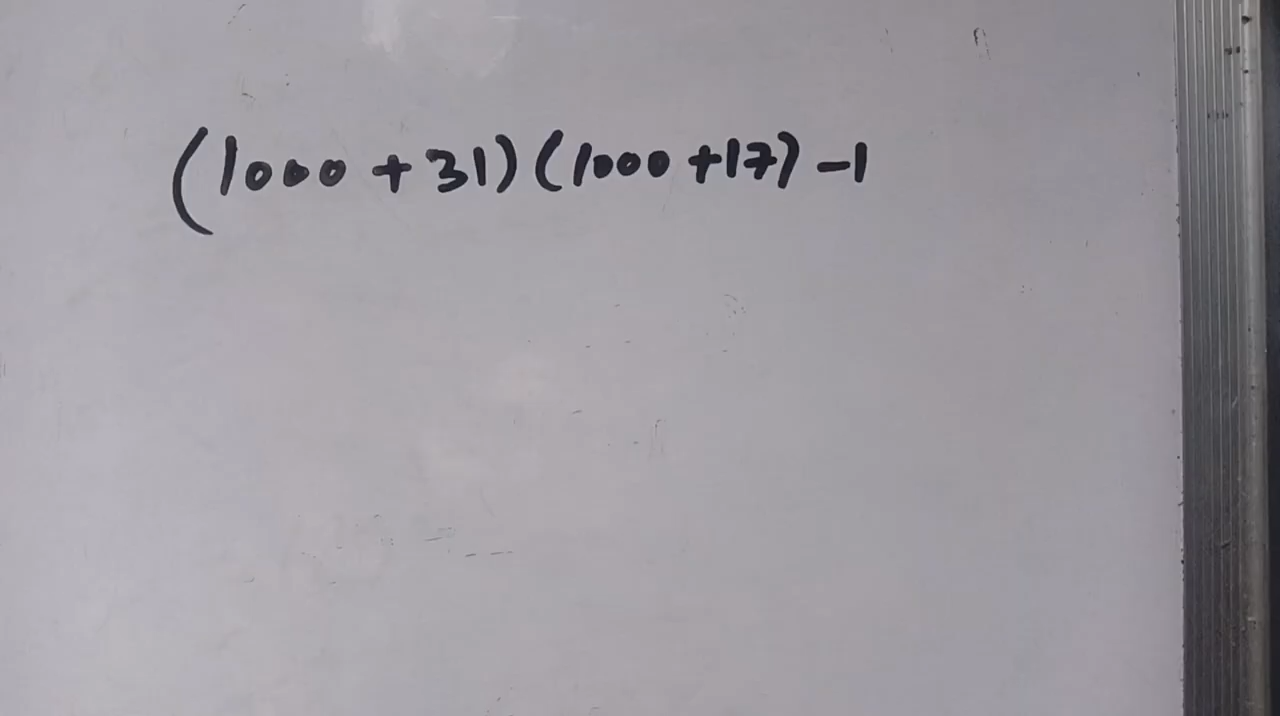 (1000 + 31) (1000 + 17) - 1